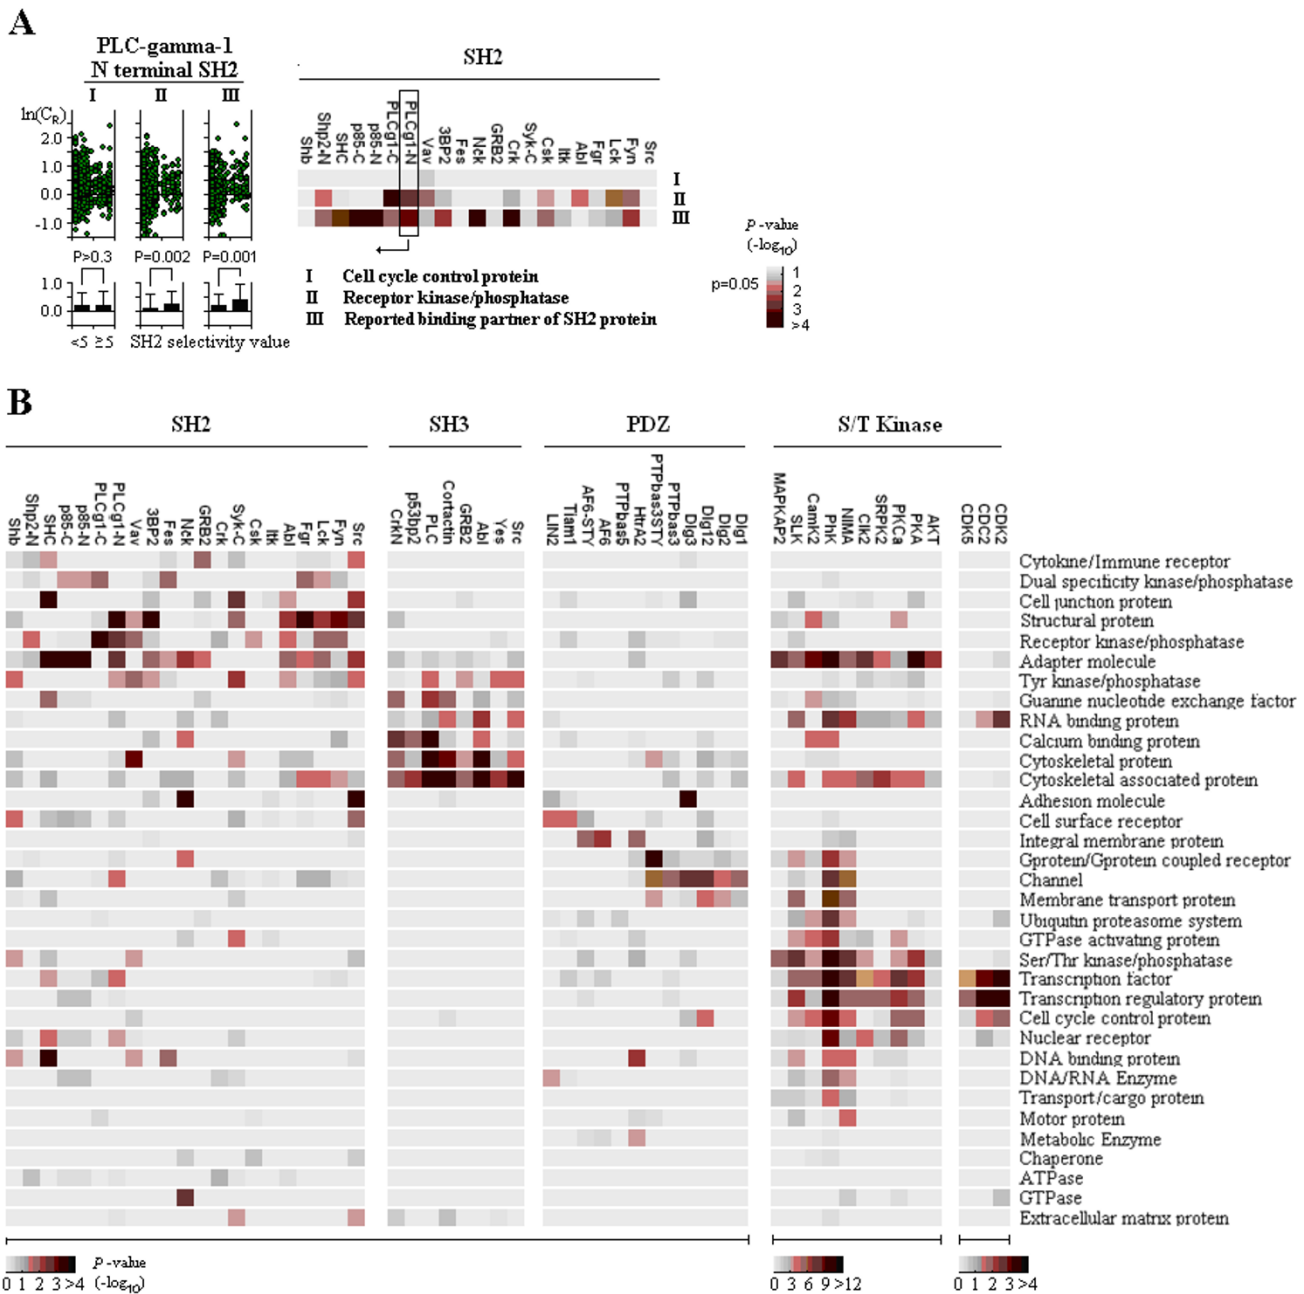 A
PLC-gamma-1
N terminal SH2
I II III
ln(CR)
2.0
1.0
0.0
-1.0
P>0.3 P=0.002 P=0.001
1.0
0.0
<5 ≥5 SH2 selectivity value
SH2
Shb Shp2-N SHC p85-C p85-N PLCg1-C PLCg1-N Vav 3BP2 Fes Nck GRB2 Crk Syk-C Csk Itk Abl Fgr Lck Fyn Src
I
II
III
I Cell cycle control protein
II Receptor kinase/phosphatase
III Reported binding partner of SH2 protein
P -value
(-log10)
p=0.05
1
2
3
>4
B
SH2 SH3 PDZ S/T Kinase
Shb Shp2-N SHC p85-C p85-N PLCg1-C PLCg1-N Vav 3BP2 Fes Nck GRB2 Crk Syk-C Csk Itk Abl Fgr Lck Fyn Src
CrkN p53bp2 PLC Cortactin GRB2 Abl Yes Src
LIN2 Tiam1 AF6-STY AF6 PTPbas5 HtrA2 PTPbas3STY PTPbas3 Dlg3 Dlg12 Dlg2 Dlg1
MAPKAP2 SLK CamK2 PhK NIMA Clk2 SRPK2 PKCa PKA AKT
CDK5 CDC2 CDK2
Cytokine/Immune receptor
Dual specificity kinase/phosphatase
Cell junction protein
Structural protein
Receptor kinase/phosphatase
Adapter molecule
Tyr kinase/phosphatase
Guanine nucleotide exchange factor
RNA binding protein
Calcium binding protein
Cytoskeletal protein
Cytoskeletal associated protein
Adhesion molecule
Cell surface receptor
Integral membrane protein
Gprotein/Gprotein coupled receptor
Channel
Membrane transport protein
Ubiquitin proteasome system
GTPase activating protein
Ser/Thr kinase/phosphatase
Transcription factor
Transcription regulatory protein
Cell cycle control protein
Nuclear receptor
DNA binding protein
DNA/RNA Enzyme
Transport/cargo protein
Motor protein
Metabolic Enzyme
Chaperone
ATPase
GTPase
Extracellular matrix protein
P -value
(-log10)
0 1 2 3 >4
0 3 6 9 >12
0 1 2 3 >4